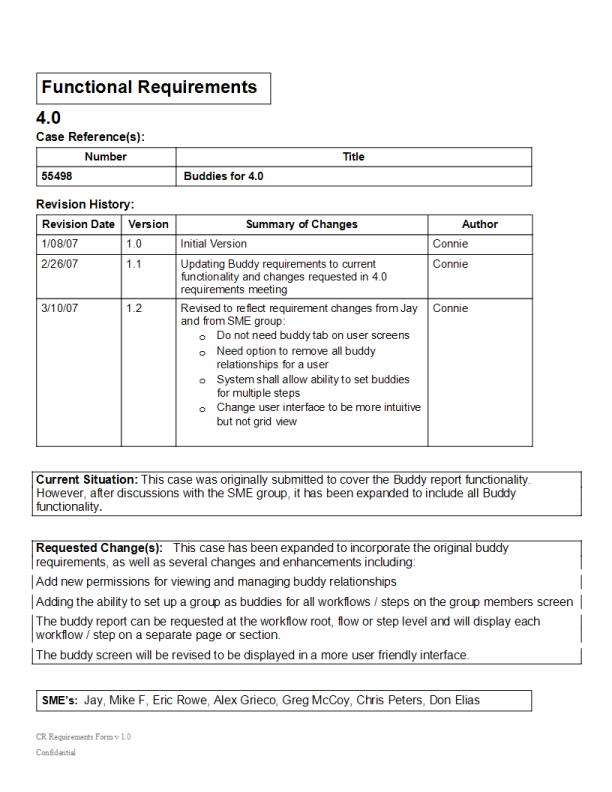 Functional Requirements
4.0
Case Reference(s):
Number Title
55498 Buddies for 4.0
Revision History:
Revision Date Version Summary of Changes Author
1/08/07 1.0 Initial Version Connie
2/26/07 1.1 Updating Buddy requirements to current Connie
functionality and changes requested in 4.0
requirements meeting
3/10/07 1.2 Revised to reflect requirement changes from Jay Connie
and from SME group:
o Do not need buddy tab on user screens
o Need option to remove all buddy
relationships for a user
o System shall allow ability to set buddies
for multiple steps
o Change user interface to be more intuitive
but not grid view
Current Situation: This case was originally submitted to cover the Buddy report functionality.
However, after discussions with the SME group, it has been expanded to include all Buddy
functionality.
Requested Change(s): This case has been expanded to incorporate the original buddy
requirements, as well as several changes and enhancements including:
Add new permissions for viewing and managing buddy relationships
Adding the ability to set up a group as buddies for all workflows / steps on the group members screen
The buddy report can be requested at the workflow root, flow or step level and will display each
workflow / step on a separate page or section.
The buddy screen will be revised to be displayed in a more user friendly interface.
SME's: Jay, Mike F, Eric Rowe, Alex Grieco, Greg McCoy, Chris Peters, Don Elias
CR Requirements Form v 1.0
Confidential